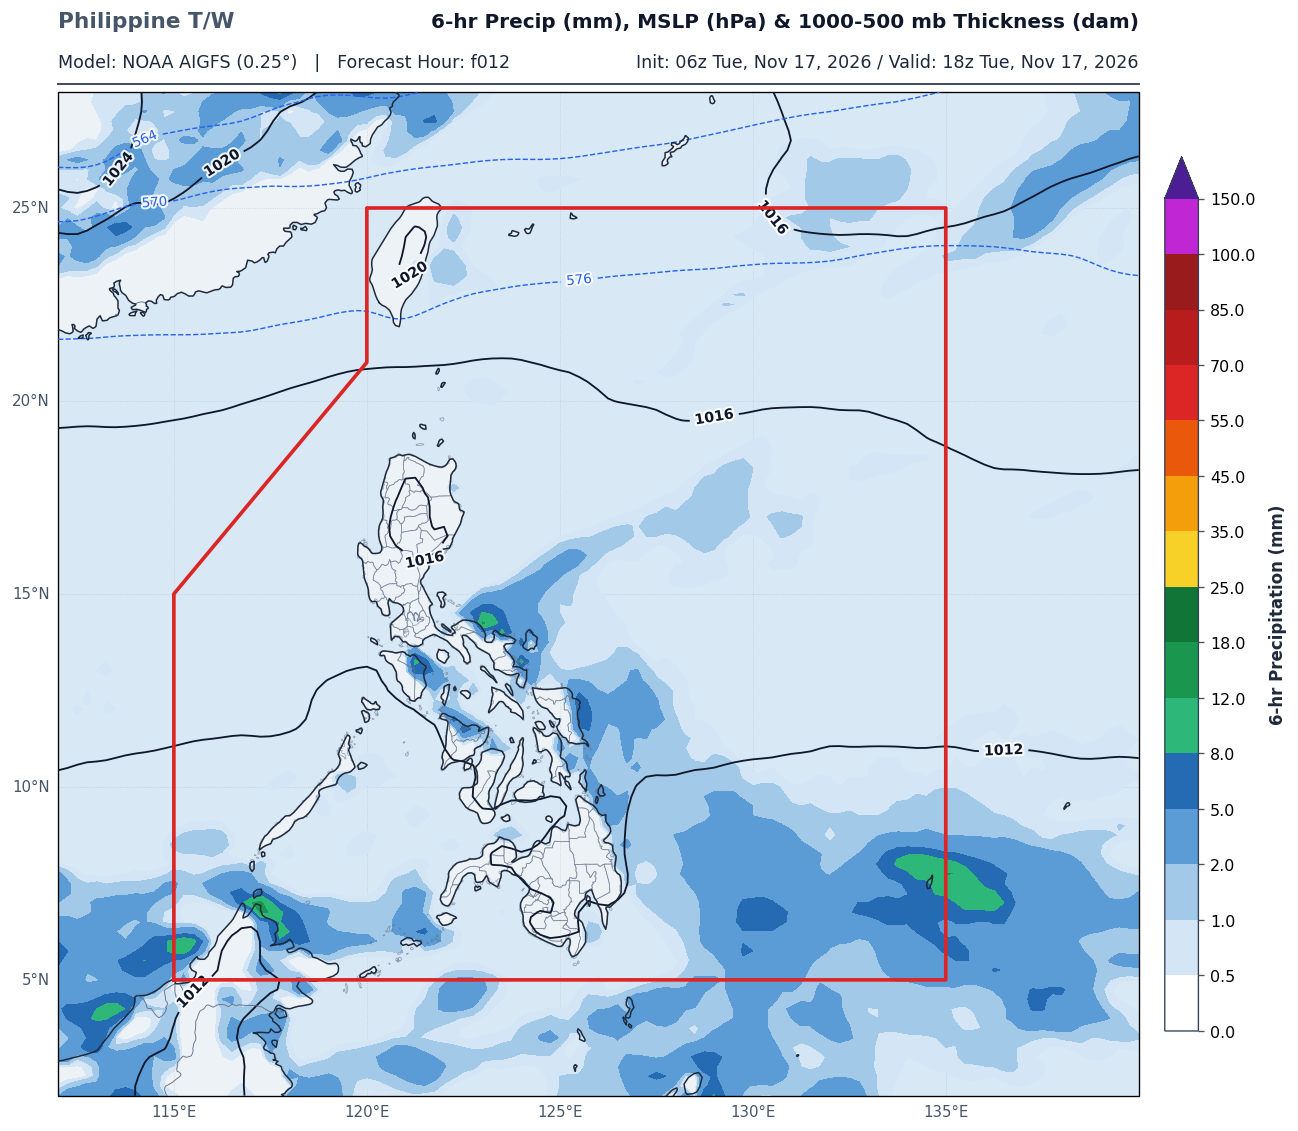 Philippine T/W
6-hr Precip (mm), MSLP (hPa) & 1000-500 mb Thickness (dam)
Model: NOAA AIGFS (0.25°) | Forecast Hour: f012
Init: 06z Tue, Nov 17, 2026 / Valid: 18z Tue, Nov 17, 2026
564
1024
1020
570
1016
1020
576
1016
1016
1012
1012
25°N
20°N
15°N
10°N
5°N
115°E
120°E
125°E
130°E
135°E
150.0
100.0
85.0
70.0
55.0
45.0
35.0
25.0
18.0
12.0
8.0
5.0
2.0
1.0
0.5
0.0
6-hr Precipitation (mm)